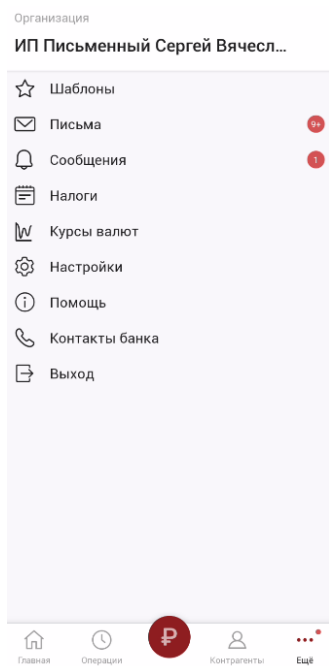 Организация
ИП Письменный Сергей Вячесл...
Шаблоны
Письма
9+
Сообщения
1
Налоги
Курсы валют
Настройки
Помощь
Контакты банка
Выход
₽
Главная
Операции
Контрагенты
Ещё